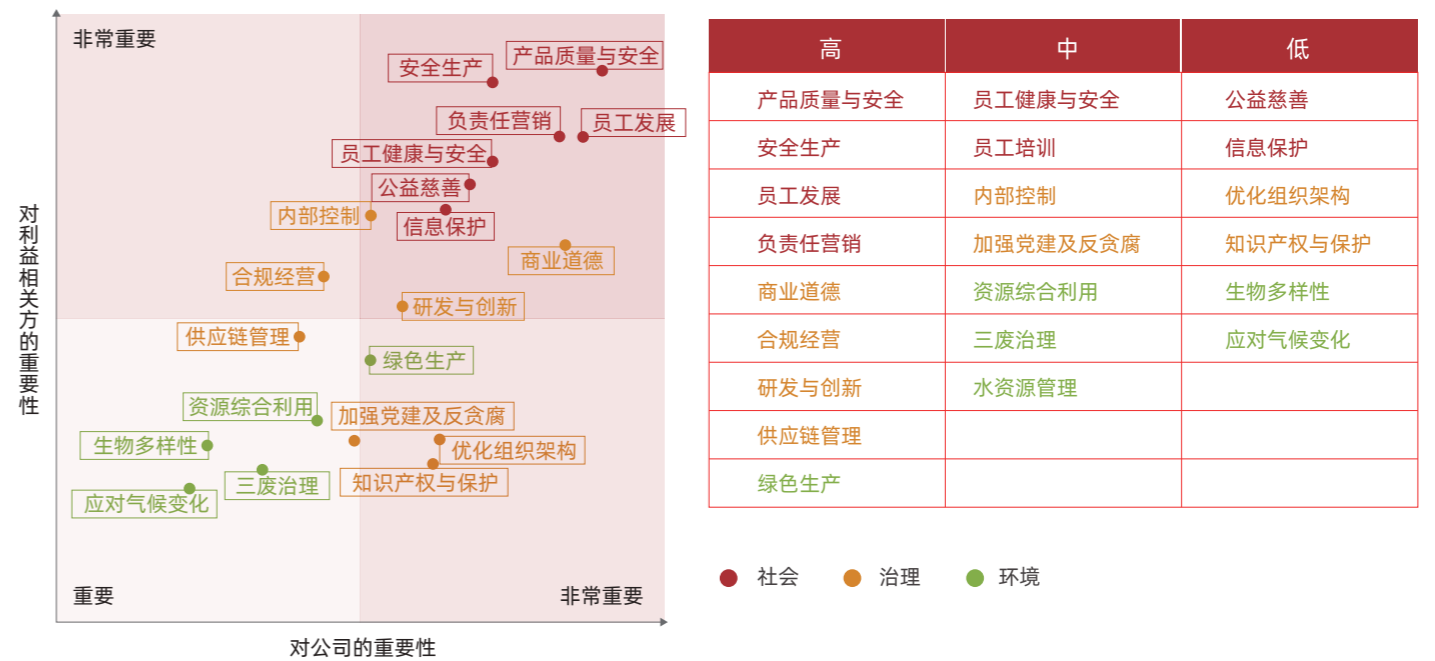 非常重要
产品质量与安全
安全生产
负责任营销
员工发展
员工健康与安全
公益慈善
内部控制
信息保护
商业道德
合规经营
研发与创新
供应链管理
绿色生产
资源综合利用
加强党建及反贪腐
生物多样性
优化组织架构
三废治理
知识产权与保护
应对气候变化
重要
非常重要
对利益相关方的重要性
对公司的重要性
高 中 低
产品质量与安全 员工健康与安全 公益慈善
安全生产 员工培训 信息保护
员工发展 内部控制 优化组织架构
负责任营销 加强党建及反贪腐 知识产权与保护
商业道德 资源综合利用 生物多样性
合规经营 三废治理 应对气候变化
研发与创新 水资源管理
供应链管理
绿色生产
社会 治理 环境